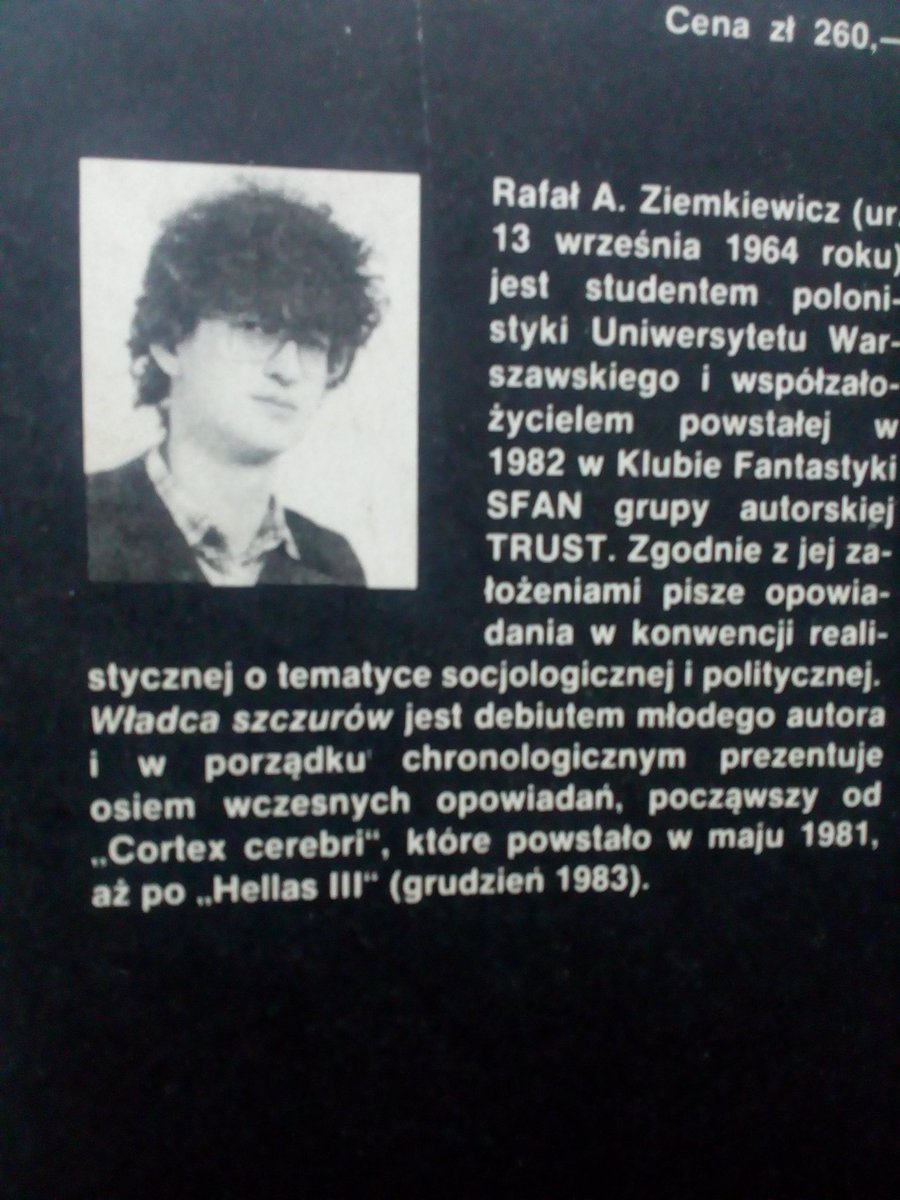 Cena zł 260,—
Rafał A. Ziemkiewicz (ur.
13 września 1964 roku)
jest studentem poloni-
styki Uniwersytetu War-
szawskiego i współzało-
życielem powstałej w
1982 w Klubie Fantastyki
SFAN grupy autorskiej
TRUST. Zgodnie z jej za-
łożeniami pisze opowia-
dania w konwencji reali-
stycznej o tematyce socjologicznej i politycznej.
Władca szczurów jest debiutem młodego autora
i w porządku chronologicznym prezentuje
osiem wczesnych opowiadań, począwszy od
„Cortex cerebri“, które powstało w maju 1981,
aż po „Hellas III“ (grudzień 1983).